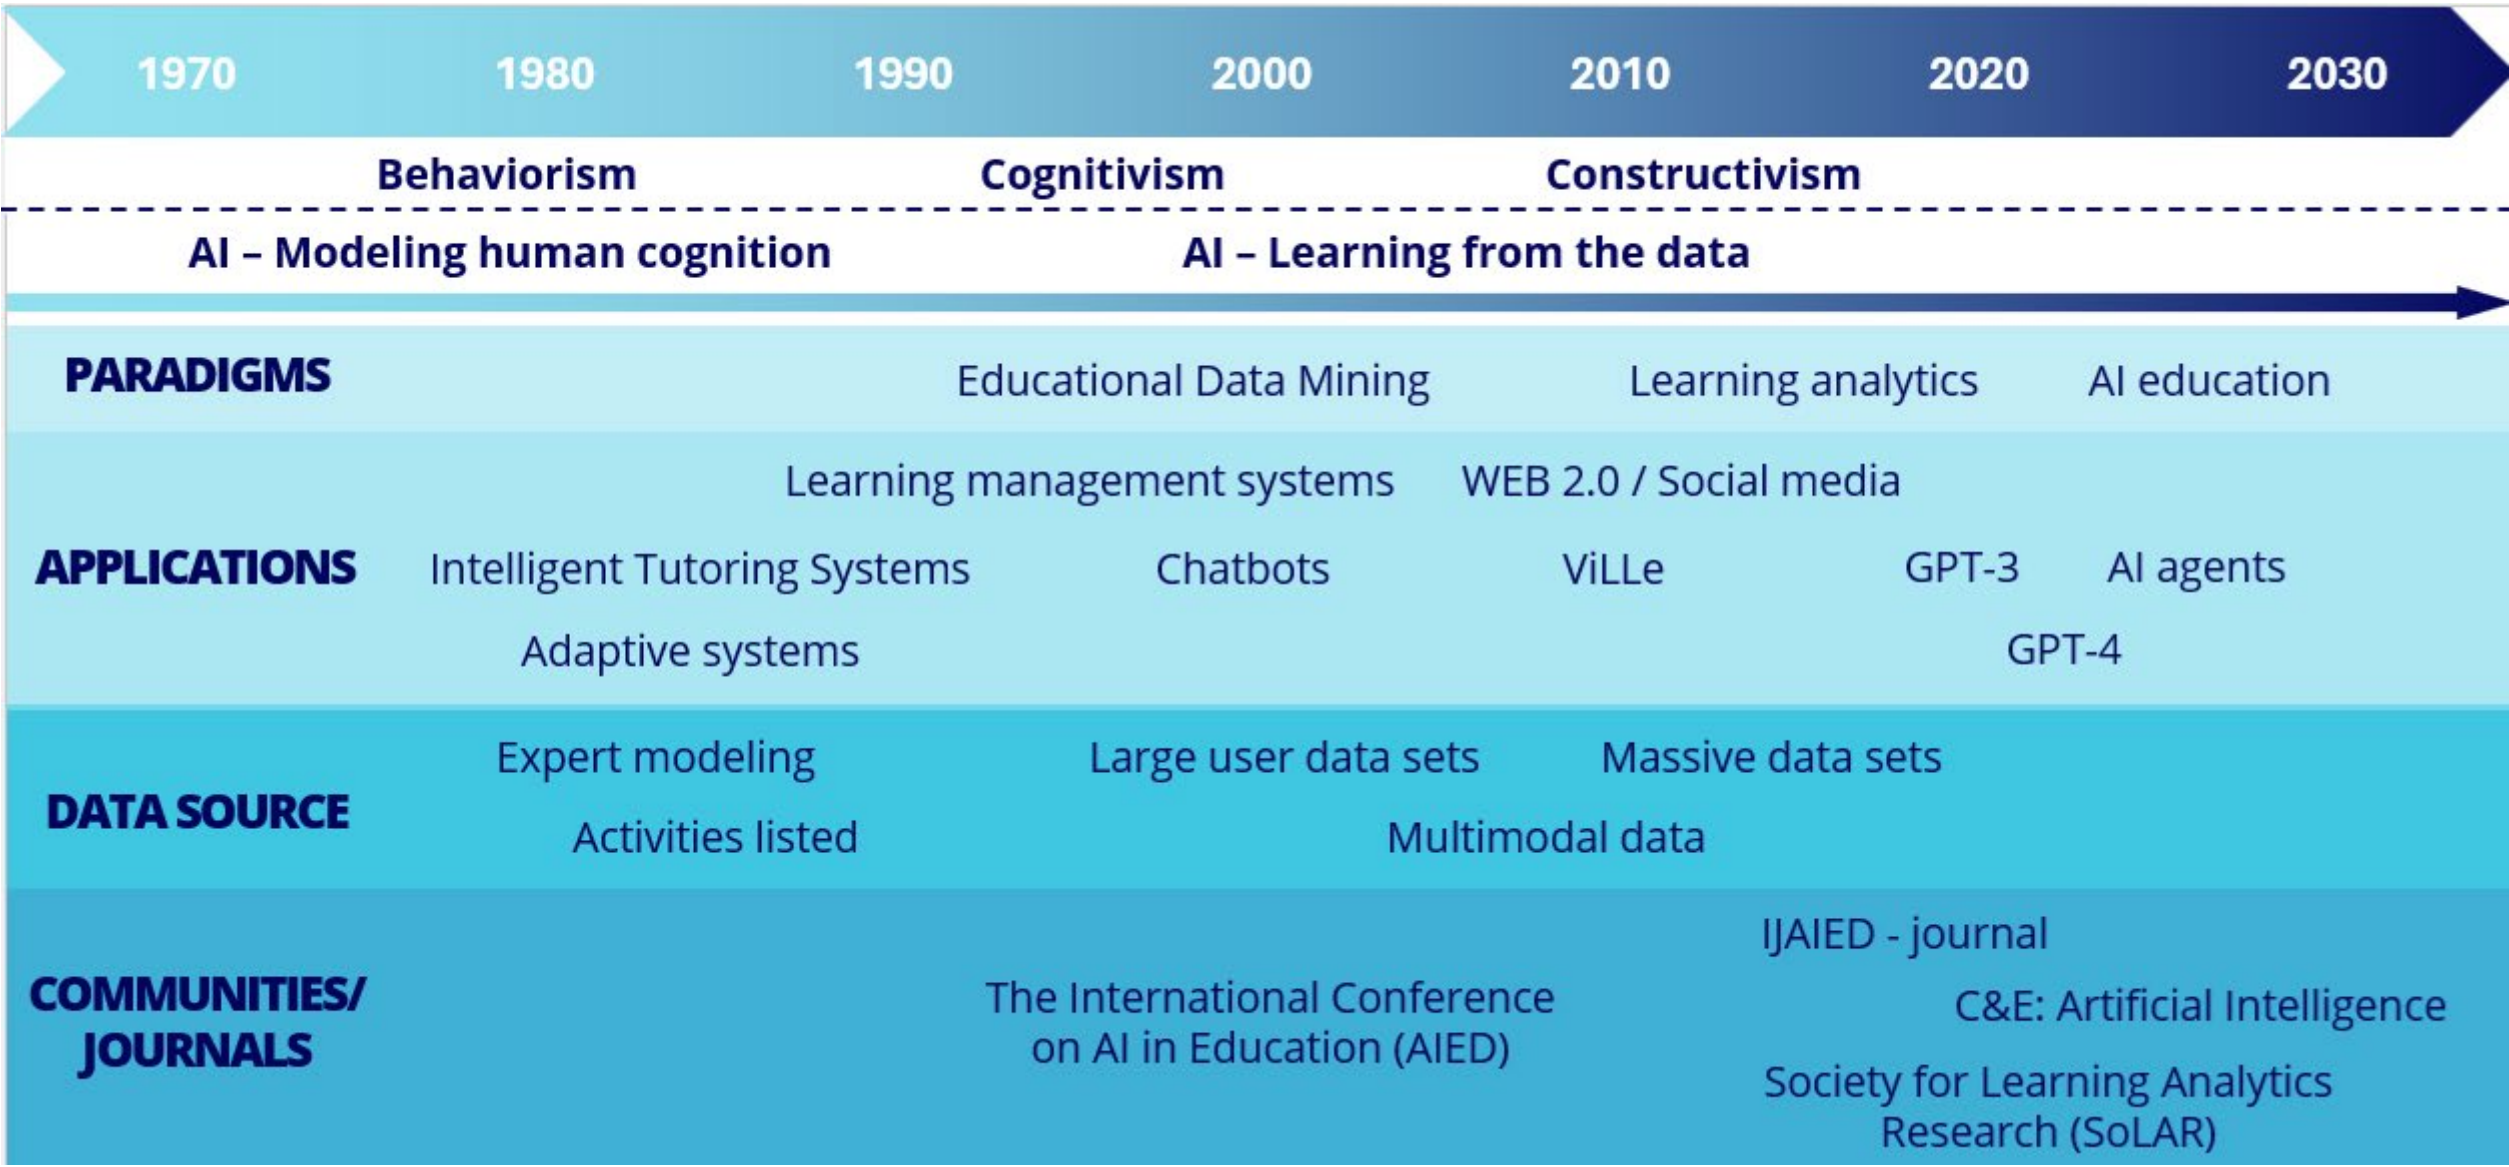 1970 1980 1990 2000 2010 2020 2030
Behaviorism Cognitivism Constructivism
AI – Modeling human cognition AI – Learning from the data
PARADIGMS Educational Data Mining Learning analytics AI education
Learning management systems WEB 2.0 / Social media
APPLICATIONS Intelligent Tutoring Systems Chatbots ViLLe GPT-3 AI agents
Adaptive systems GPT-4
Expert modeling Large user data sets Massive data sets
DATA SOURCE
Activities listed Multimodal data
IJAIED - journal
COMMUNITIES/
JOURNALS
The International Conference
on AI in Education (AIED)
C&E: Artificial Intelligence
Society for Learning Analytics
Research (SoLAR)